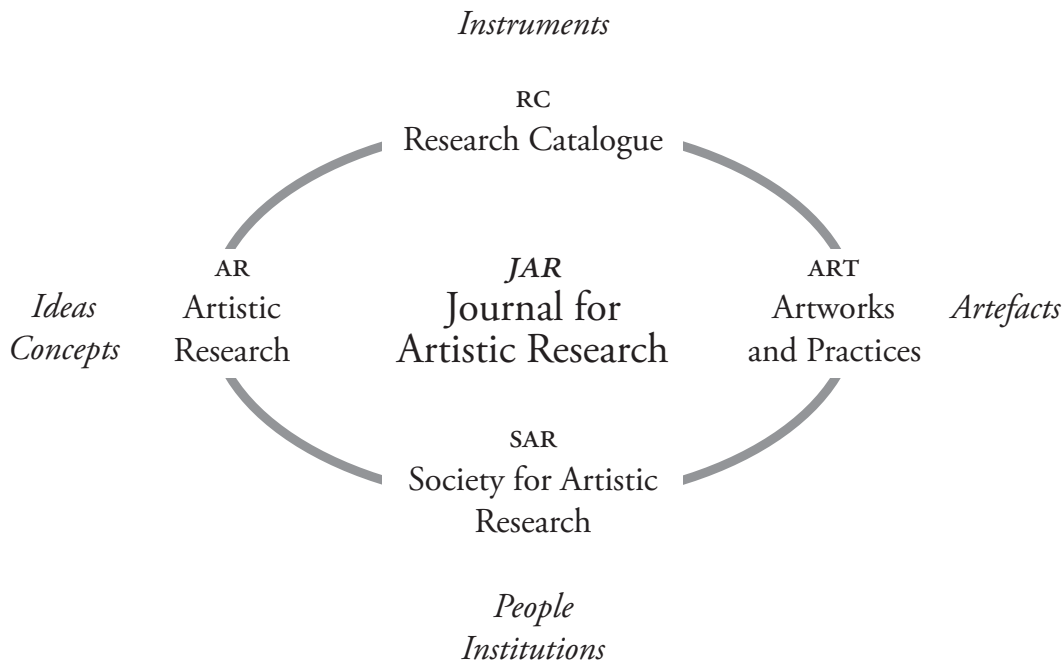 Instruments
RC
Research Catalogue
AR
Artistic
Research
Ideas
Concepts
JAR
Journal for
Artistic Research
ART
Artworks
and Practices
Artefacts
SAR
Society for Artistic
Research
People
Institutions